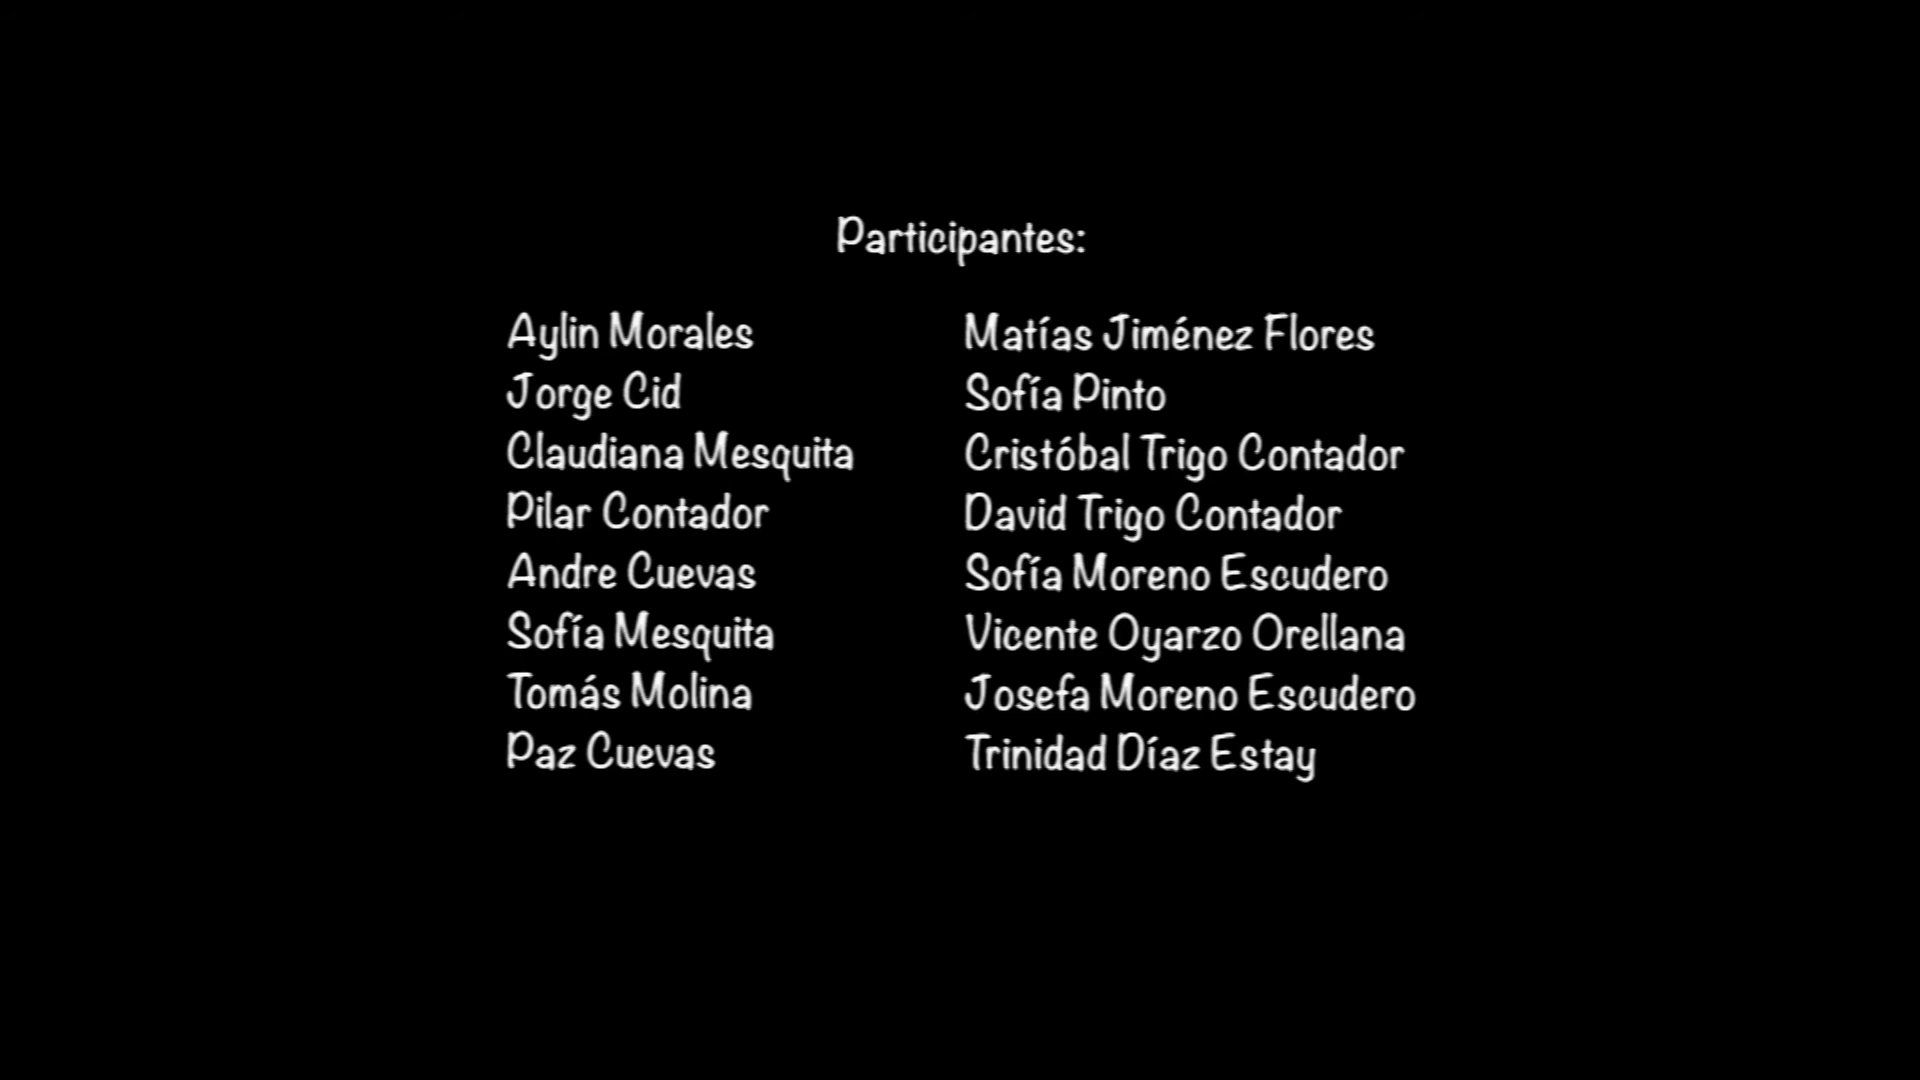 Participantes:
Aylin Morales
Jorge Cid
Claudiana Mesquita
Pilar Contador
Andre Cuevas
Sofía Mesquita
Tomás Molina
Paz Cuevas
Matías Jiménez Flores
Sofía Pinto
Cristóbal Trigo Contador
David Trigo Contador
Sofía Moreno Escudero
Vicente Oyarzo Orellana
Josefa Moreno Escudero
Trinidad Díaz Estay